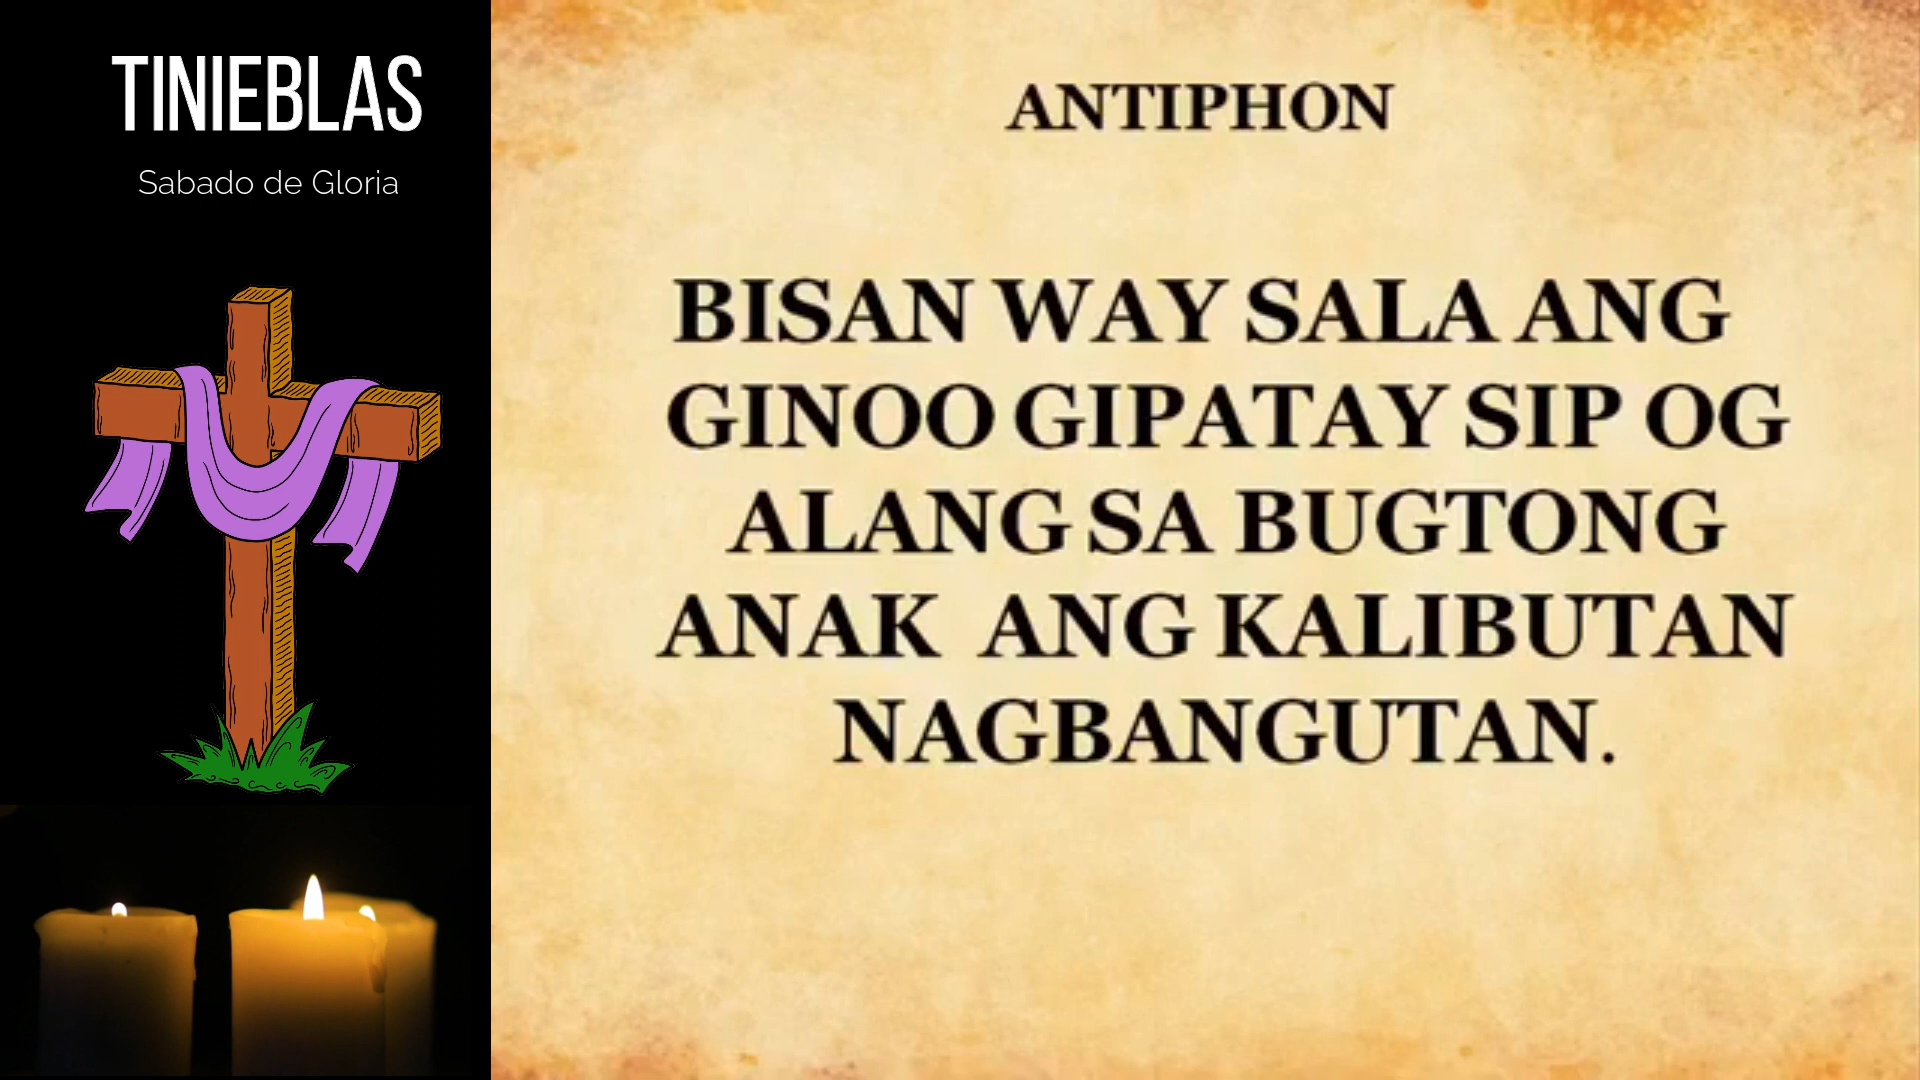 TINIEBLAS
Sabado de Gloria
ANTIPHON
BISAN WAY SALA ANG
GINOO GIPATAY SIP OG
ALANG SA BUGTONG
ANAK ANG KALIBUTAN
NAGBANGUTAN.